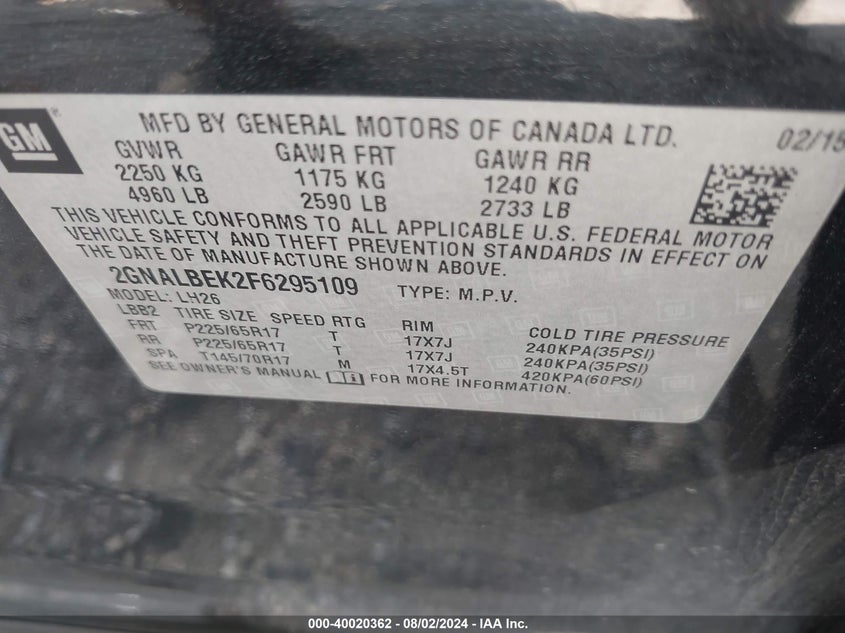 GM
MFD BY GENERAL MOTORS OF CANADA LTD. 02/15
GVWR GAWR FRT GAWR RR
2250 KG 1175 KG 1240 KG
4960 LB 2590 LB 2733 LB
THIS VEHICLE CONFORMS TO ALL APPLICABLE U.S. FEDERAL MOTOR
VEHICLE SAFETY AND THEFT PREVENTION STANDARDS IN EFFECT ON
THE DATE OF MANUFACTURE SHOWN ABOVE.
2GNALBEK2F6295109 TYPE: M.P.V.
MODEL: LH26
LBB2 TIRE SIZE SPEED RTG RIM COLD TIRE PRESSURE
FRT P225/65R17 T 17X7J 240KPA(35PSI)
RR P225/65R17 T 17X7J 240KPA(35PSI)
SPA T145/70R17 M 17X4.5T 420KPA(60PSI)
SEE OWNER'S MANUAL FOR MORE INFORMATION.
000-40020362 - 08/02/2024 - IAA Inc.